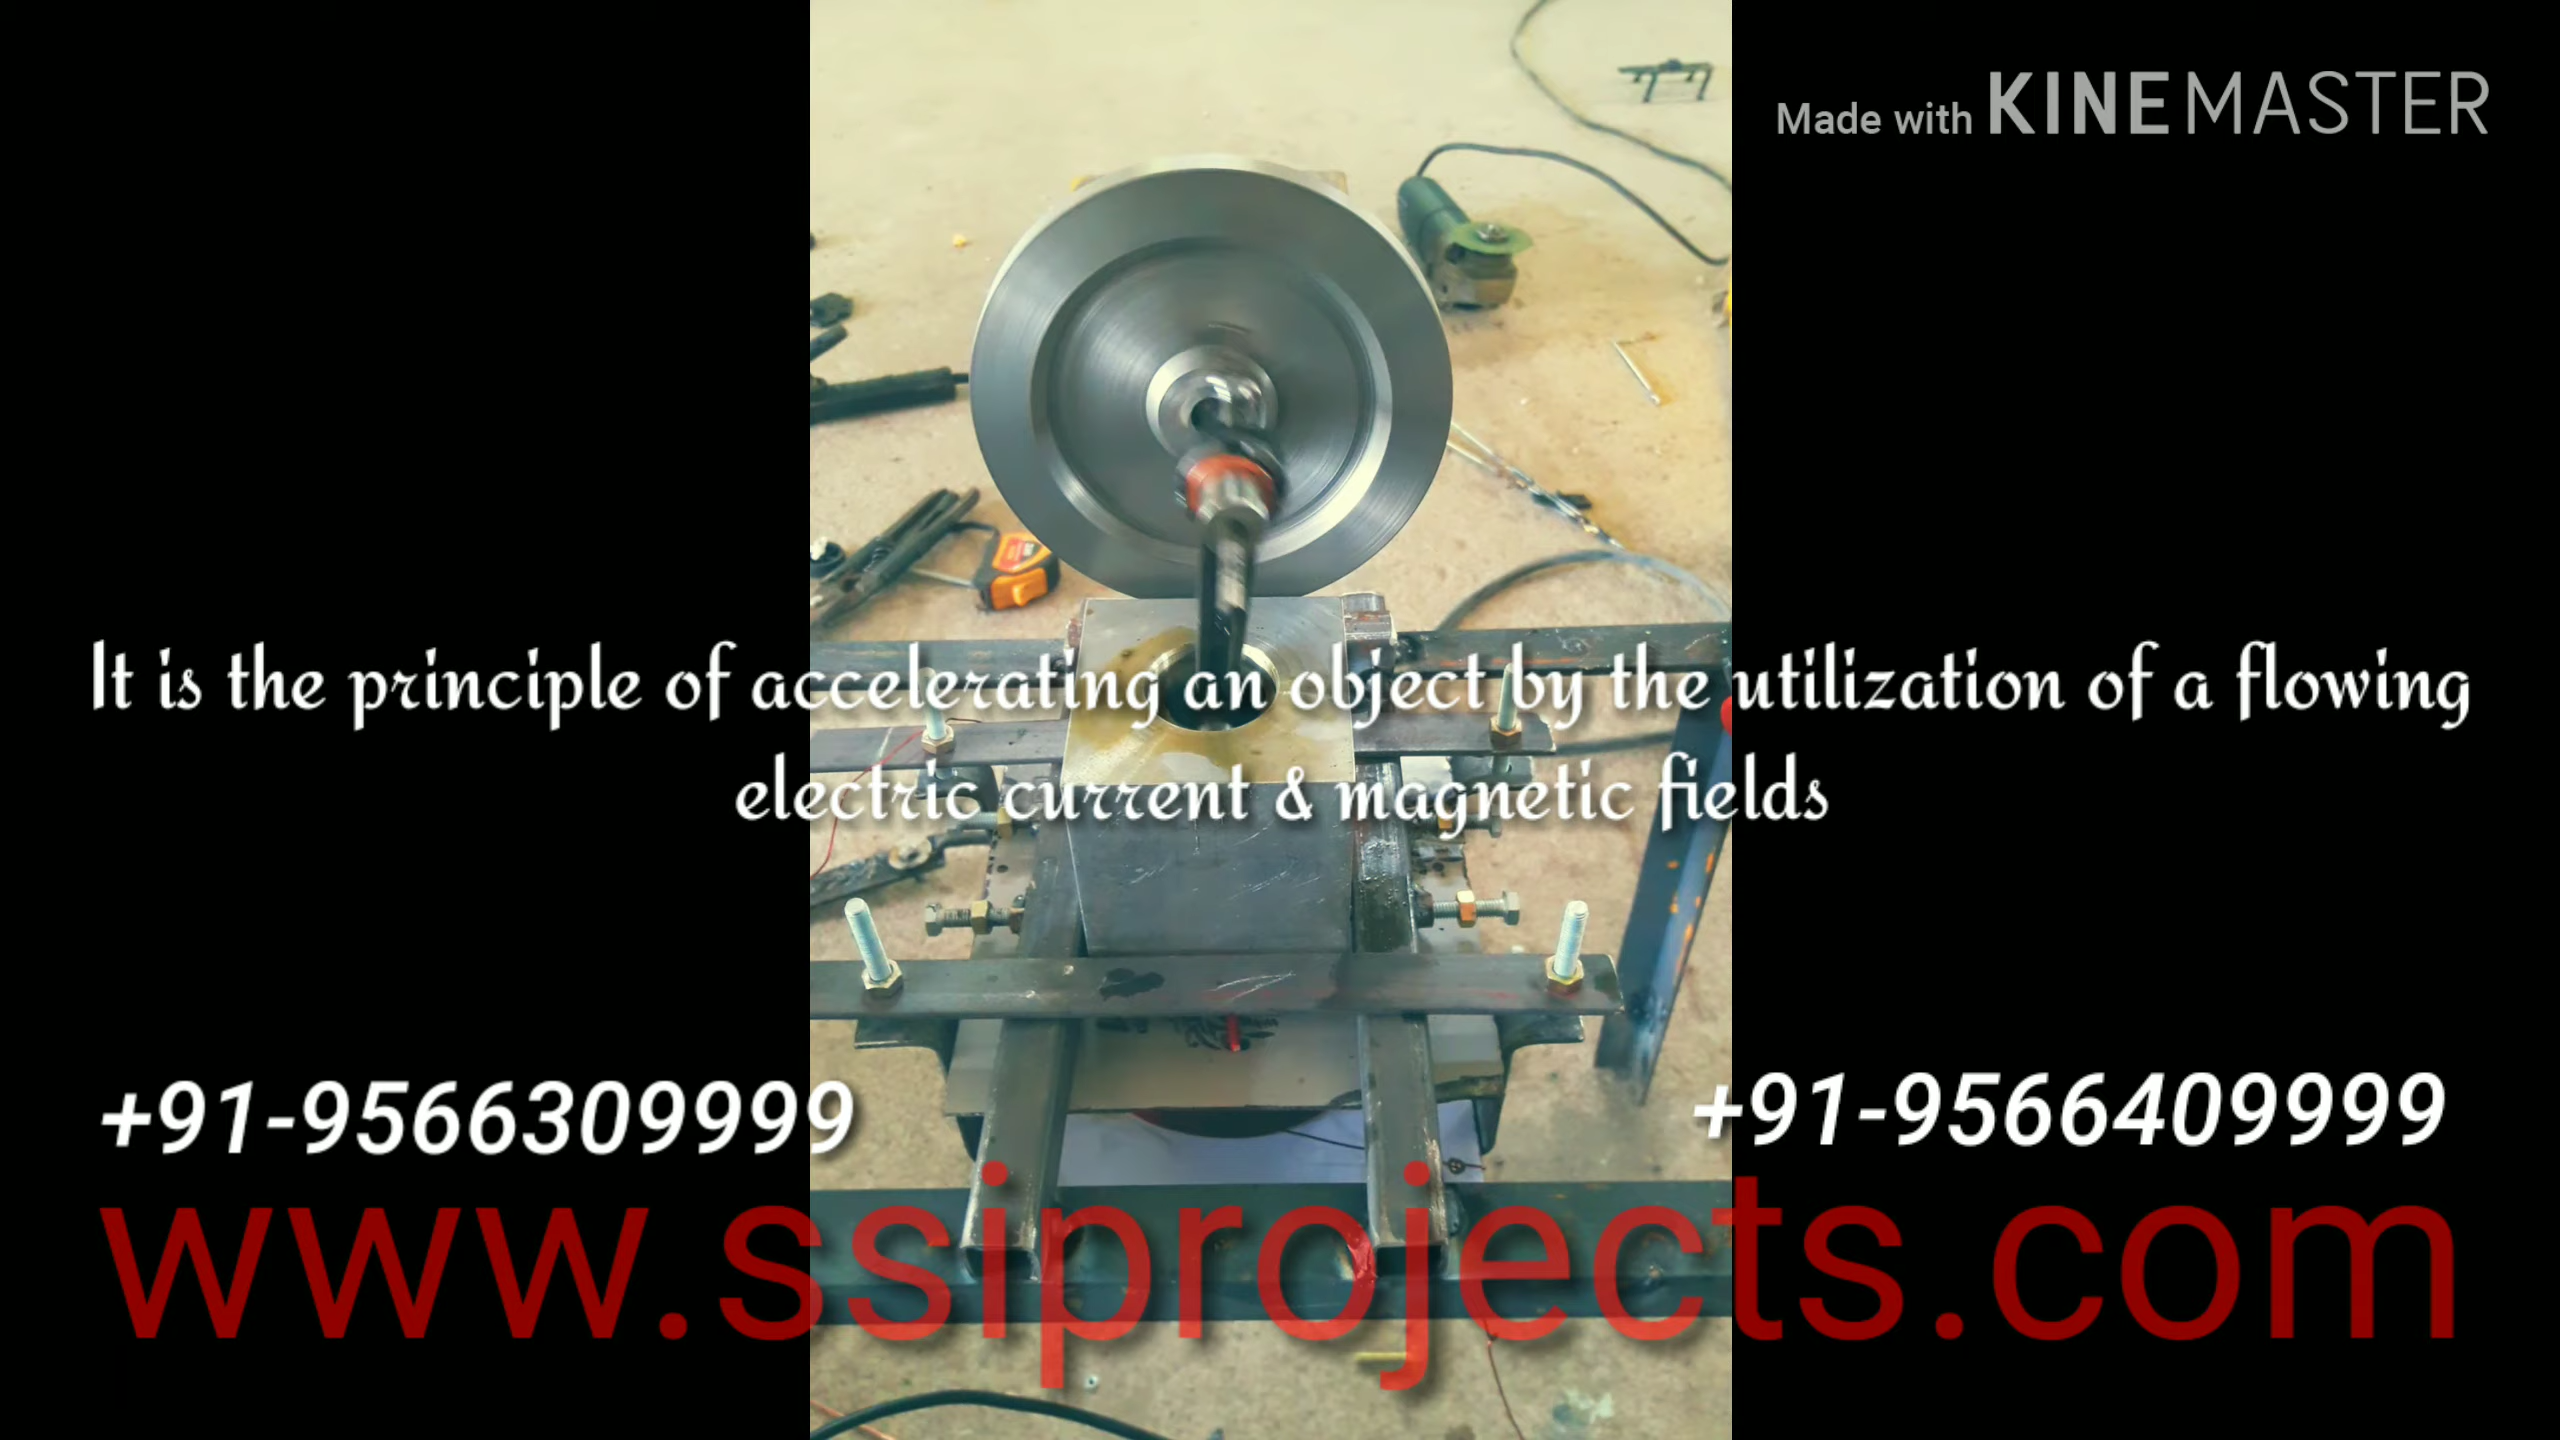 Made with KINEMASTER
It is the principle of accelerating an object by the utilization of a flowing
electric current & magnetic fields
+91-9566309999
+91-9566409999
www.ssiprojects.com